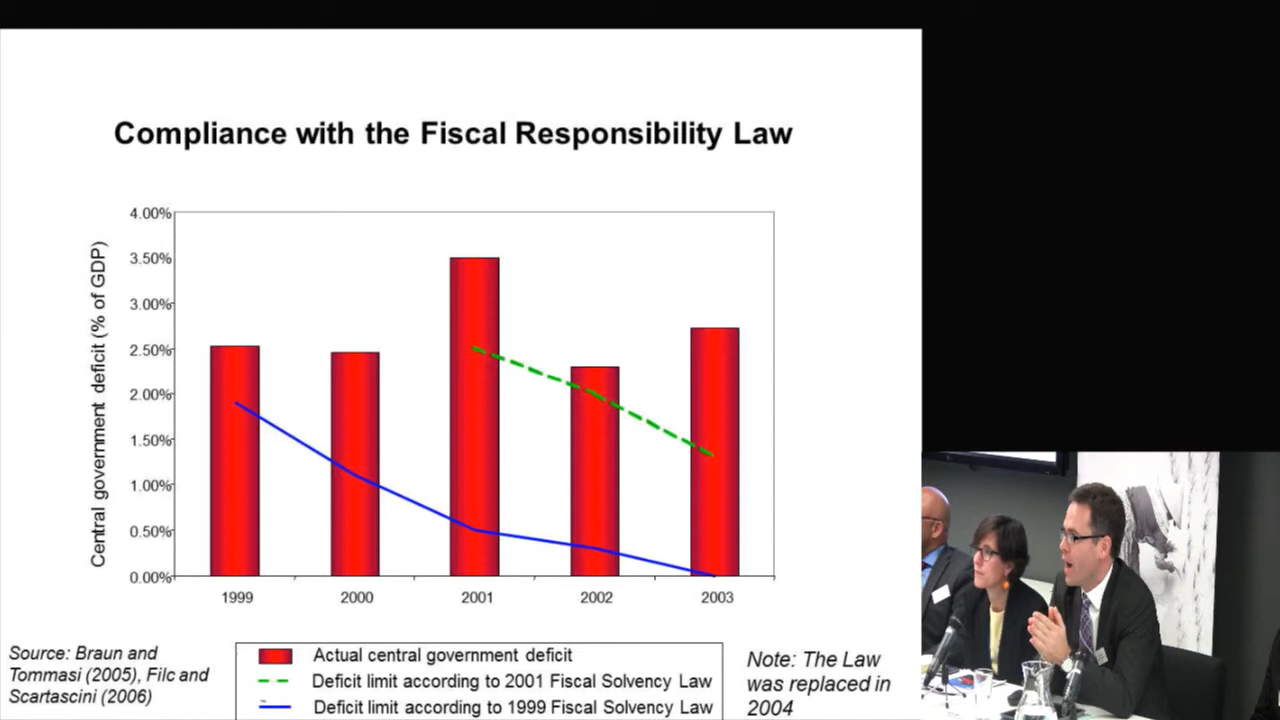 Compliance with the Fiscal Responsibility Law
Central government deficit (% of GDP)
4.00%
3.50%
3.00%
2.50%
2.00%
1.50%
1.00%
0.50%
0.00%
1999
2000
2001
2002
2003
Source: Braun and
Tommasi (2005), Filc and
Scartascini (2006)
Actual central government deficit
Deficit limit according to 2001 Fiscal Solvency Law
Deficit limit according to 1999 Fiscal Solvency Law
Note: The Law
was replaced in
2004